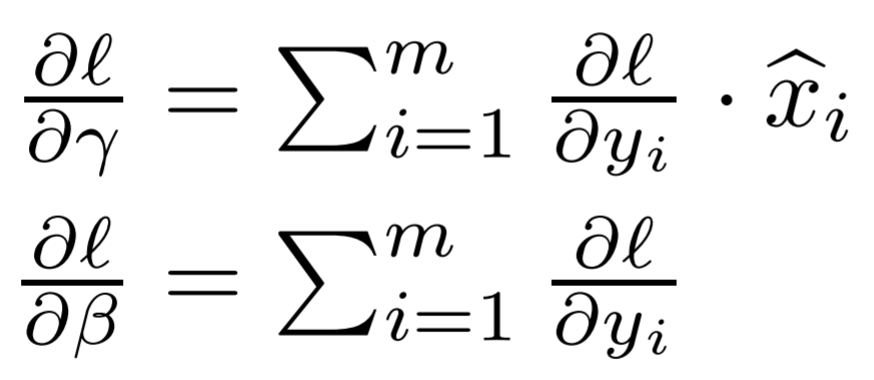 ∂ℓ/∂γ = ∑_{i=1}^{m} ∂ℓ/∂y_i · x̂_i
∂ℓ/∂β = ∑_{i=1}^{m} ∂ℓ/∂y_i